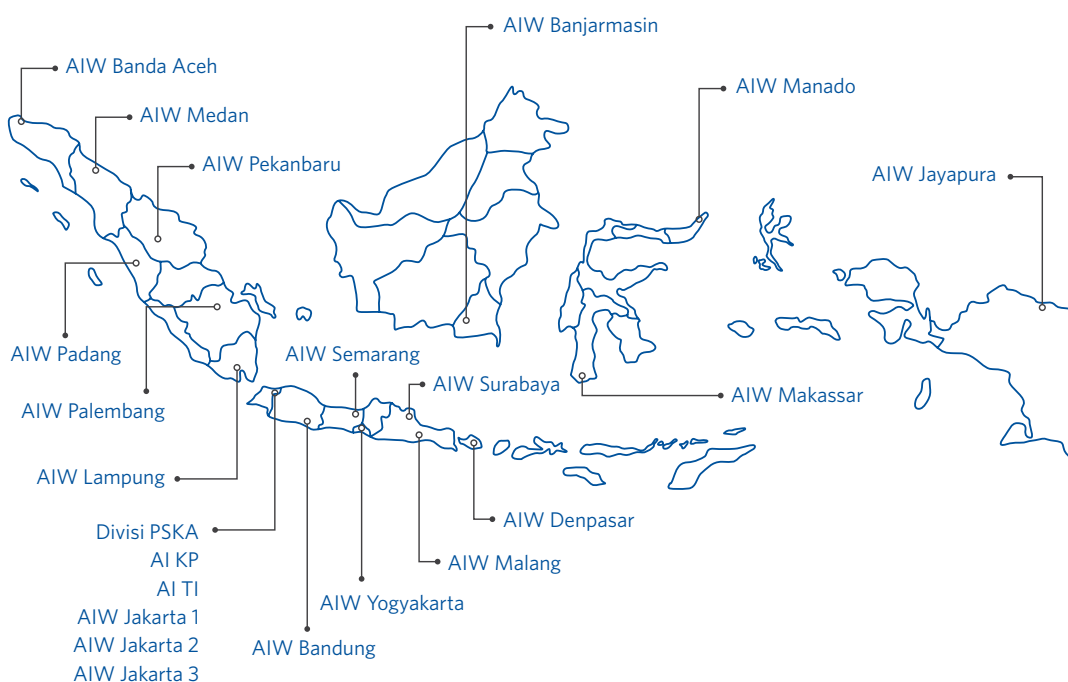 AIW Banjarmasin
AIW Banda Aceh
AIW Manado
AIW Medan
AIW Pekanbaru
AIW Jayapura
AIW Padang
AIW Semarang
AIW Surabaya
AIW Makassar
AIW Palembang
AIW Lampung
AIW Denpasar
Divisi PSKA
AI KP
AI TI
AIW Jakarta 1
AIW Jakarta 2
AIW Jakarta 3
AIW Malang
AIW Yogyakarta
AIW Bandung